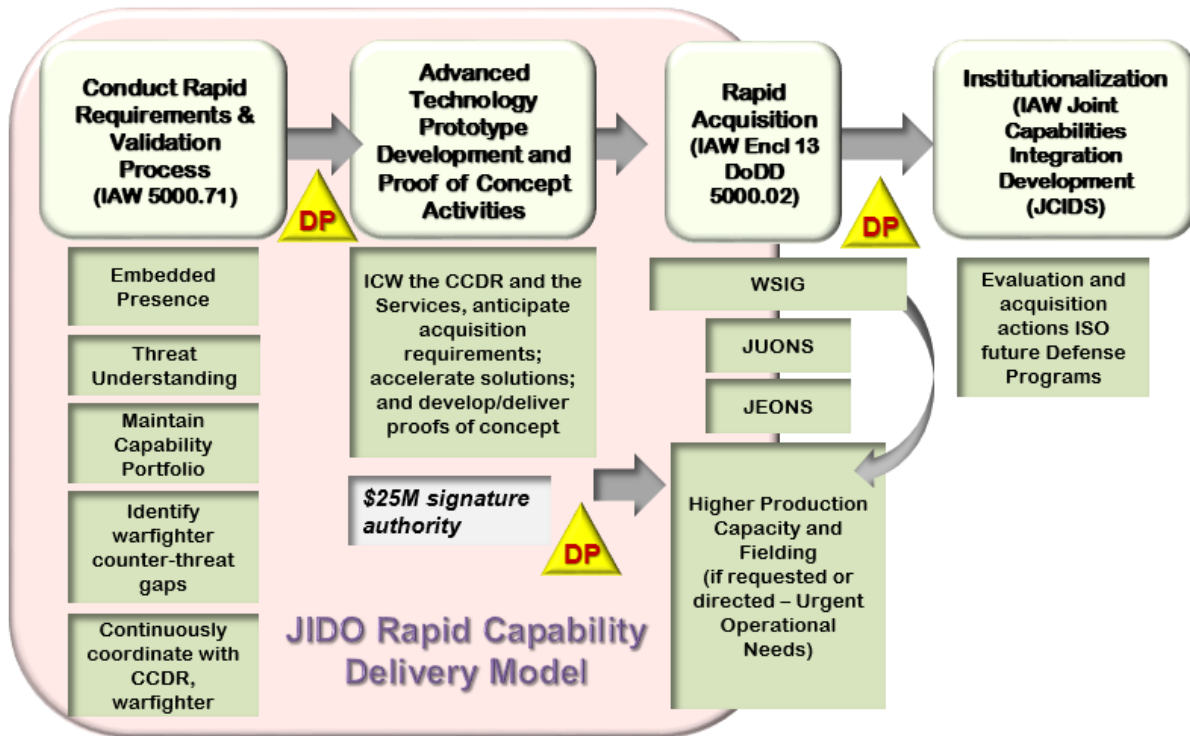 Conduct Rapid
Requirements &
Validation
Process
(IAW 5000.71)
DP
Advanced
Technology
Prototype
Development and
Proof of Concept
Activities
Rapid
Acquisition
(IAW Encl 13
DoDD
5000.02)
DP
Institutionalization
(IAW Joint
Capabilities
Integration
Development
(JCIDS)
Embedded
Presence
Threat
Understanding
Maintain
Capability
Portfolio
Identify
warfighter
counter-threat
gaps
Continuously
coordinate with
CCDR,
warfighter
ICW the CCDR and the
Services, anticipate
acquisition
requirements;
accelerate solutions;
and develop/deliver
proofs of concept
$25M signature
authority
DP
WSIG
JUONS
JEONS
Higher Production
Capacity and
Fielding
(if requested or
directed – Urgent
Operational
Needs)
Evaluation and
acquisition
actions ISO
future Defense
Programs
JIDO Rapid Capability
Delivery Model